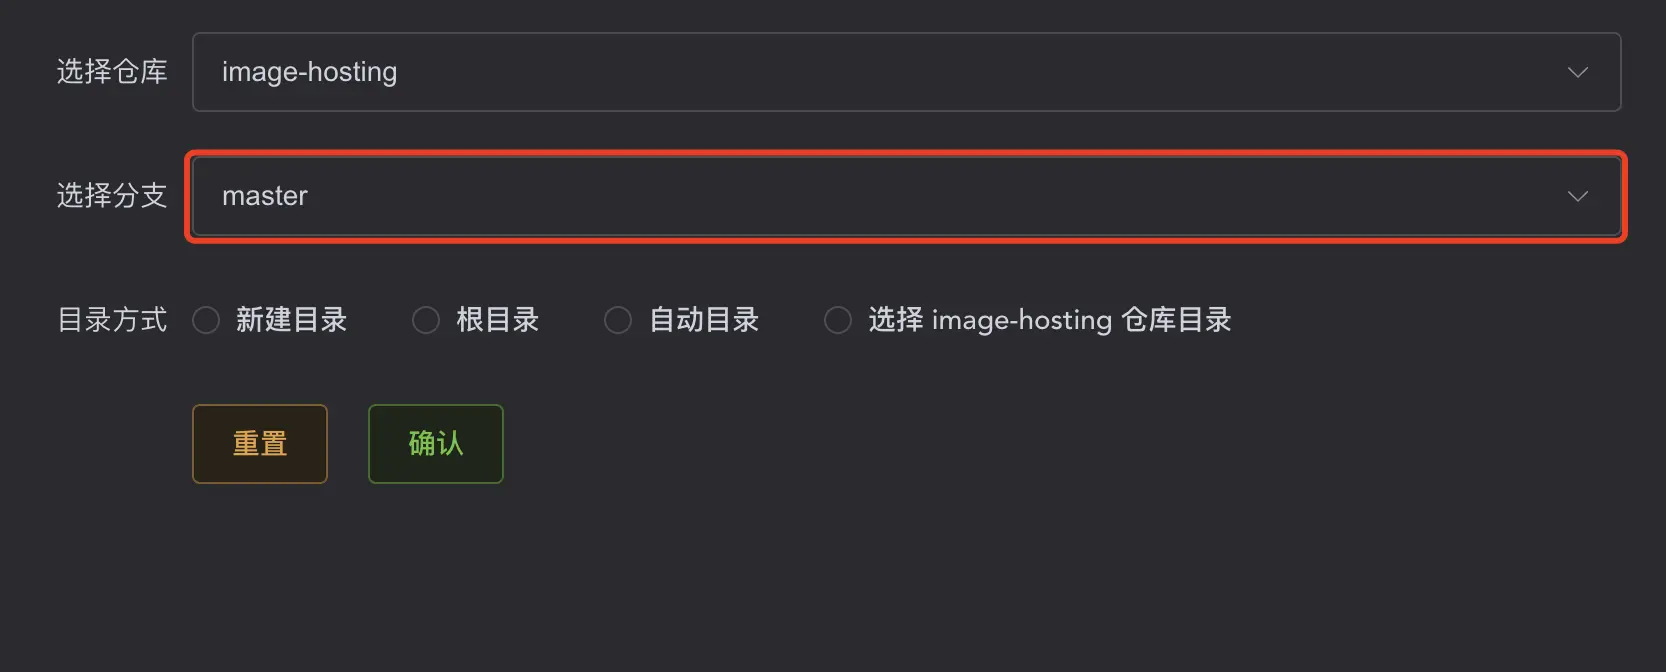 选择仓库 image-hosting
选择分支 master
目录方式 新建目录 根目录 自动目录 选择 image-hosting 仓库目录
重置 确认